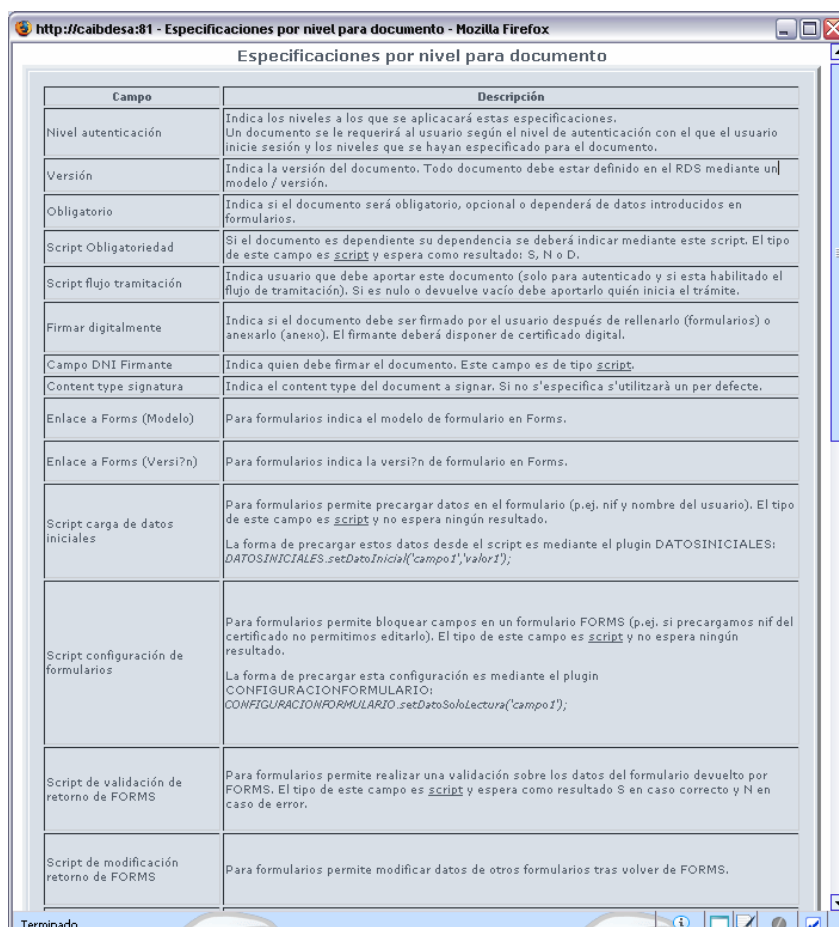 http://caibdesa:81 - Especificaciones por nivel para documento - Mozilla Firefox
Especificaciones por nivel para documento
Campo
Descripción
Nivel autenticación
Indica los niveles a los que se aplicacará estas especificaciones.
Un documento se le requerirá al usuario según el nivel de autenticación con el que el usuario
inicie sesión y los niveles que se hayan especificado para el documento.
Versión
Indica la versión del documento. Todo documento debe estar definido en el RDS mediante un
modelo / versión.
Obligatorio
Indica si el documento será obligatorio, opcional o dependerá de datos introducidos en
formularios.
Script Obligatoriedad
Si el documento es dependiente su dependencia se deberá indicar mediante este script. El tipo
de este campo es script y espera como resultado: S, N o D.
Script flujo tramitación
Indica usuario que debe aportar este documento (solo para autenticado y si esta habilitado el
flujo de tramitación). Si es nulo o devuelve vacío debe aportarlo quién inicia el trámite.
Firmar digitalmente
Indica si el documento debe ser firmado por el usuario después de rellenarlo (formularios) o
anexarlo (anexo). El firmante deberá disponer de certificado digital.
Campo DNI Firmante
Indica quien debe firmar el documento. Este campo es de tipo script.
Content type signatura
Indica el content type del document a signar. Si no s'especifica s'utilitzarà un per defecte.
Enlace a Forms (Modelo)
Para formularios indica el modelo de formulario en Forms.
Enlace a Forms (Versi?n)
Para formularios indica la versi?n de formulario en Forms.
Script carga de datos
iniciales
Para formularios permite precargar datos en el formulario (p.ej. nif y nombre del usuario). El tipo
de este campo es script y no espera ningún resultado.
La forma de precargar estos datos desde el script es mediante el plugin DATOSINICIALES:
DATOSINICIALES.setDatoInicial('campo1','valor1');
Script configuración de
formularios
Para formularios permite bloquear campos en un formulario FORMS (p.ej. si precargamos nif del
certificado no permitimos editarlo). El tipo de este campo es script y no espera ningún
resultado.
La forma de precargar esta configuración es mediante el plugin
CONFIGURACIONFORMULARIO:
CONFIGURACIONFORMULARIO.setDatoSoloLectura('campo1');
Script de validación de
retorno de FORMS
Para formularios permite realizar una validación sobre los datos del formulario devuelto por
FORMS. El tipo de este campo es script y espera como resultado S en caso correcto y N en
caso de error.
Script de modificación
retorno de FORMS
Para formularios permite modificar datos de otros formularios tras volver de FORMS.
Terminado